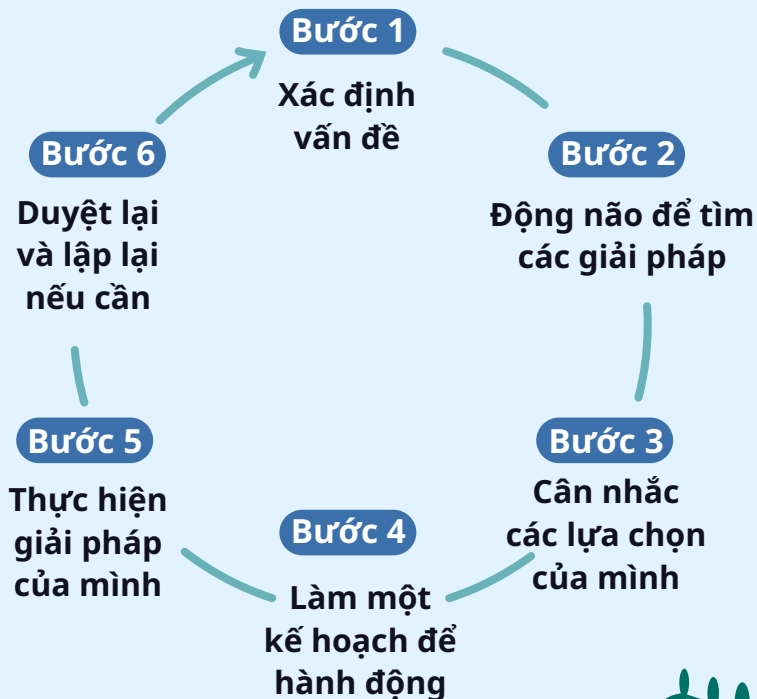 Bước 1
Xác định
vấn đề
Bước 2
Động não để tìm
các giải pháp
Bước 3
Cân nhắc
các lựa chọn
của mình
Bước 4
Làm một
kế hoạch để
hành động
Bước 5
Thực hiện
giải pháp
của mình
Bước 6
Duyệt lại
và lập lại
nếu cần